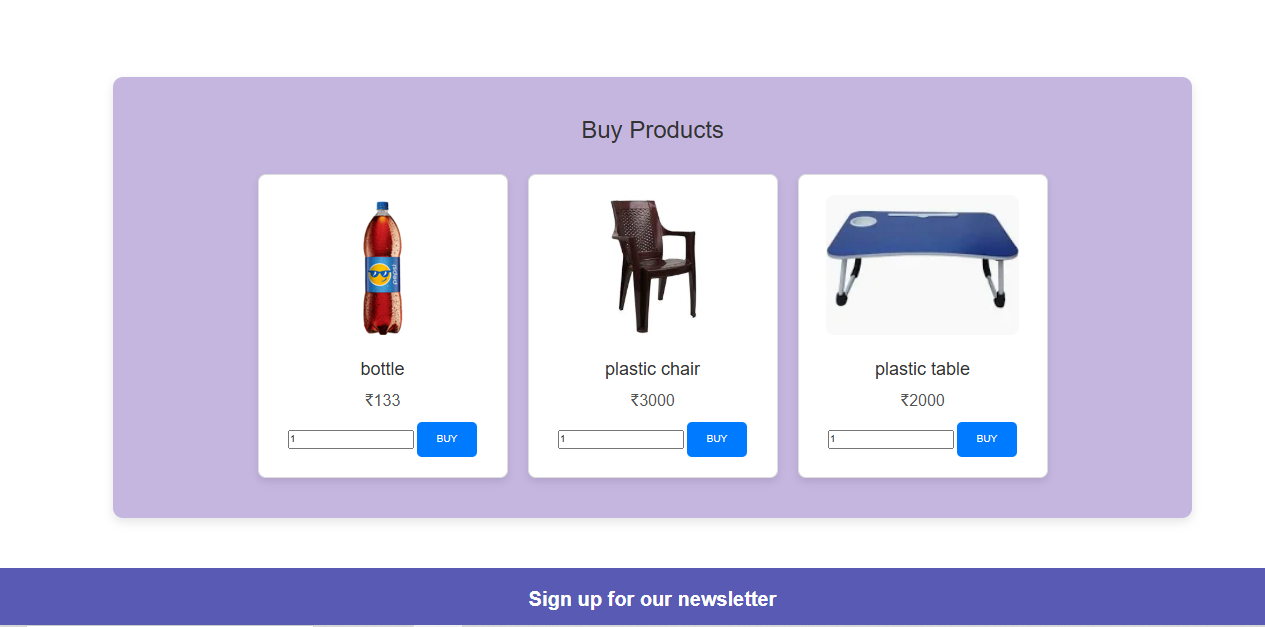 Buy Products
pepsi
bottle
plastic chair
plastic table
₹133
₹3000
₹2000
1 BUY
1 BUY
1 BUY
Sign up for our newsletter